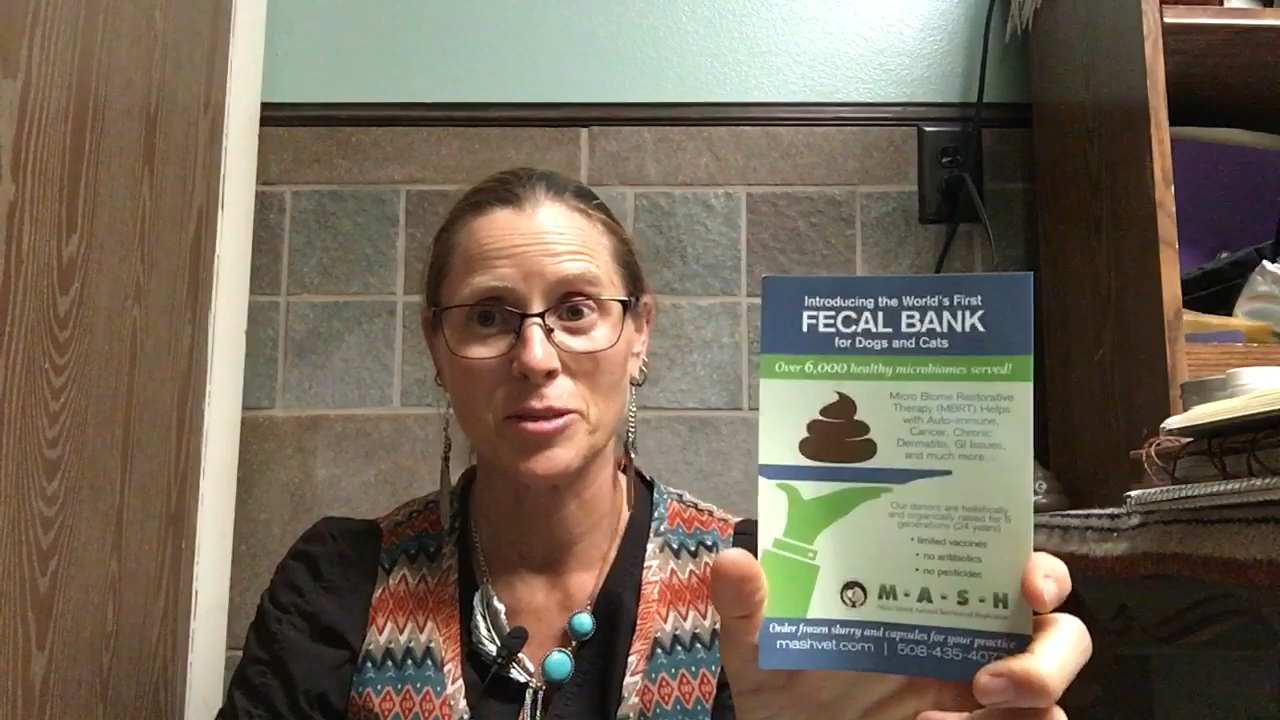 Introducing the World's First
FECAL BANK
for Dogs and Cats
Over 6,000 healthy microbiomes served!
Micro Biome Restorative
Therapy (MBRT) Helps
with Auto-immune,
Cancer, Chronic
Dermatitis, GI Issues,
and much more...
Our donors are holistically
and organically raised for 5
generations (24 years)
• limited vaccines
• no antibiotics
• no pesticides
M·A·S·H
Order frozen slurry and capsules for your practice
mashvet.com | 508-435-407